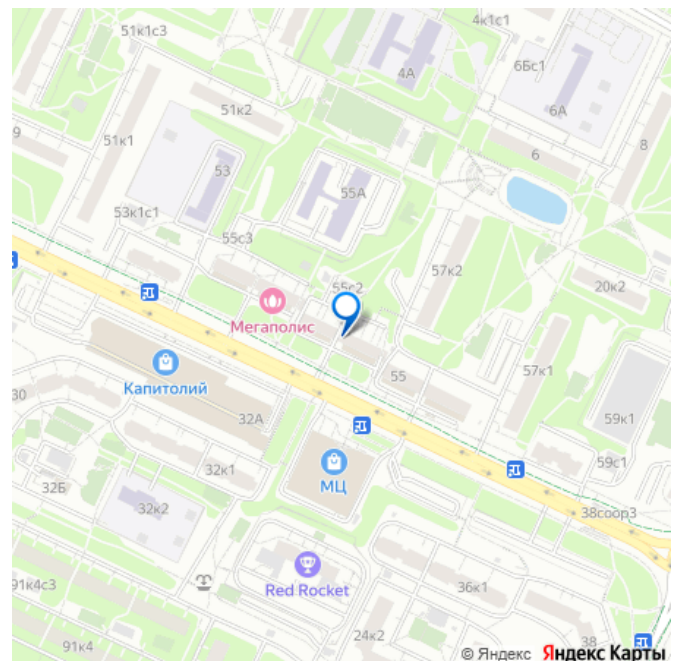 51к1с3
4к1с1
4А
6Бс1
51к2
6А
9
51к1
6
8
53
55А
53к1с1
55с3
57к2
55с2
20к2
Мегаполис
Капитолий
55
57к1
30
32А
59к1
32к1
59с1
МЦ
32Б
32к2
38соор3
91к4с3
Red Rocket
36к1
91к4
24к2
38
© Яндекс Яндекс Карты